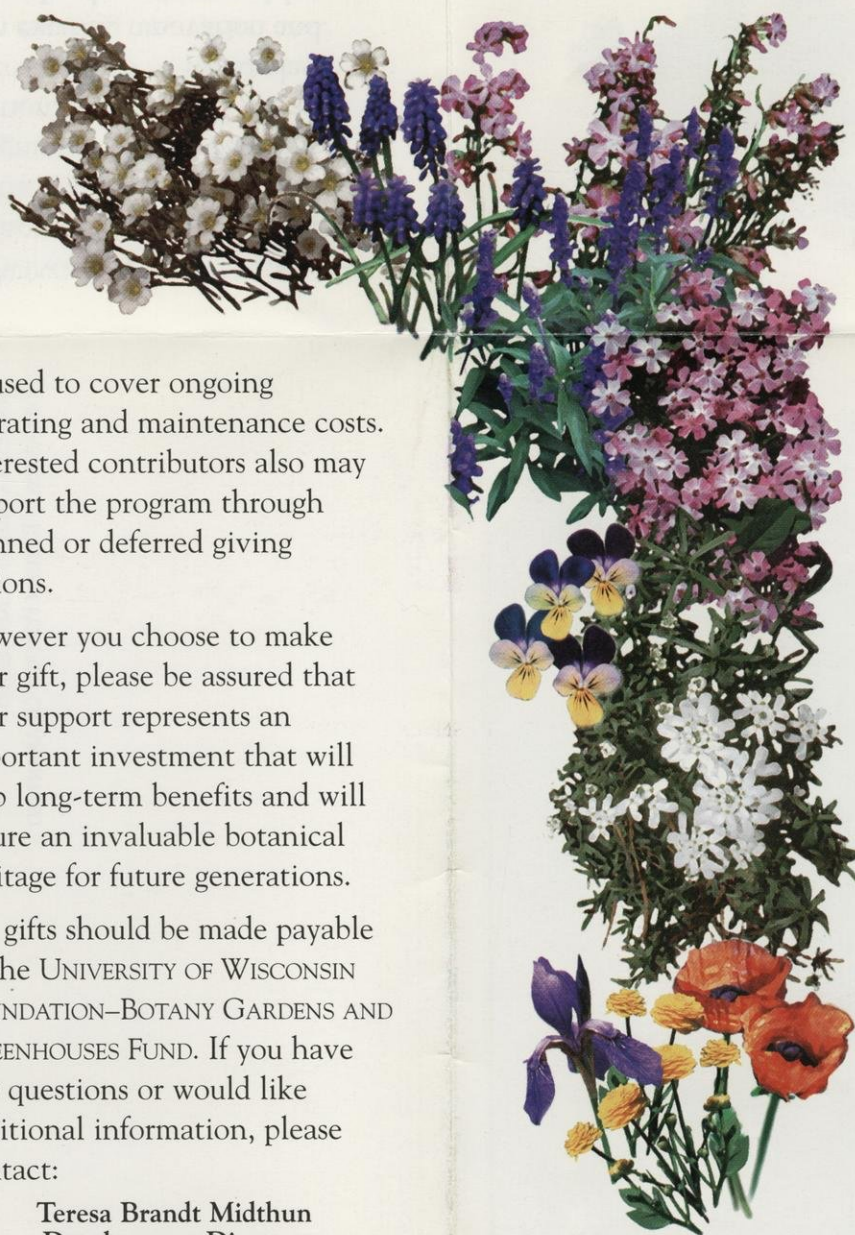 used to cover ongoing
rating and maintenance costs.
erested contributors also may
port the program through
nned or deferred giving
ions.
wever you choose to make
r gift, please be assured that
r support represents an
portant investment that will
p long-term benefits and will
ure an invaluable botanical
itage for future generations.
gifts should be made payable
he UNIVERSITY OF WISCONSIN
NDATION–BOTANY GARDENS AND
EENHOUSES FUND. If you have
questions or would like
itional information, please
tact:
Teresa Brandt Midthun